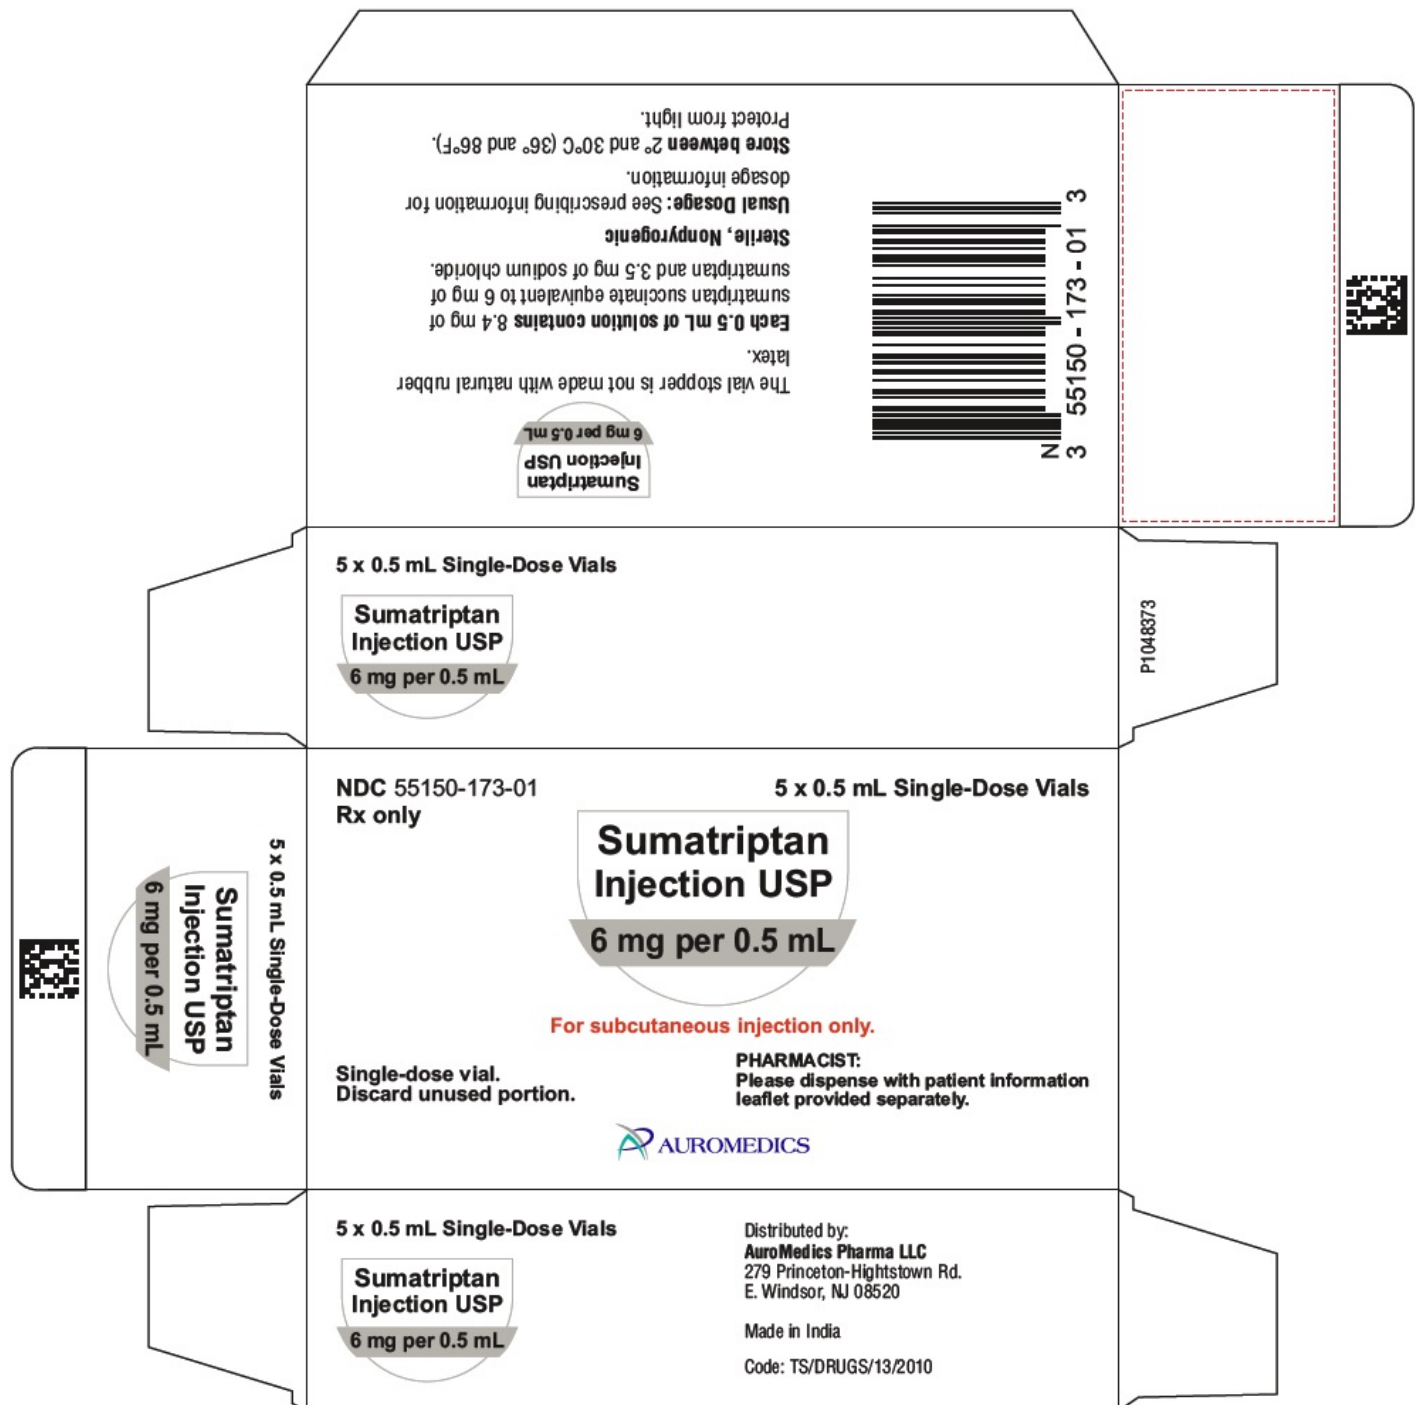 Sumatriptan
Injection USP
6 mg per 0.5 mL
The vial stopper is not made with natural rubber
latex.
Each 0.5 mL of solution contains 8.4 mg of
sumatriptan succinate equivalent to 6 mg of
sumatriptan and 3.5 mg of sodium chloride.
Sterile, Nonpyrogenic
Usual Dosage: See prescribing information for
dosage information.
Store between 2° and 30°C (36° and 86°F).
Protect from light.
N
3 55150-173-01 3
5 x 0.5 mL Single-Dose Vials
Sumatriptan
Injection USP
6 mg per 0.5 mL
P1048373
5 x 0.5 mL Single-Dose Vials
Sumatriptan
Injection USP
6 mg per 0.5 mL
NDC 55150-173-01
Rx only
5 x 0.5 mL Single-Dose Vials
Sumatriptan
Injection USP
6 mg per 0.5 mL
For subcutaneous injection only.
Single-dose vial.
Discard unused portion.
PHARMACIST:
Please dispense with patient information
leaflet provided separately.
AUROMEDICS
5 x 0.5 mL Single-Dose Vials
Sumatriptan
Injection USP
6 mg per 0.5 mL
Distributed by:
AuroMedics Pharma LLC
279 Princeton-Hightstown Rd.
E. Windsor, NJ 08520
Made in India
Code: TS/DRUGS/13/2010